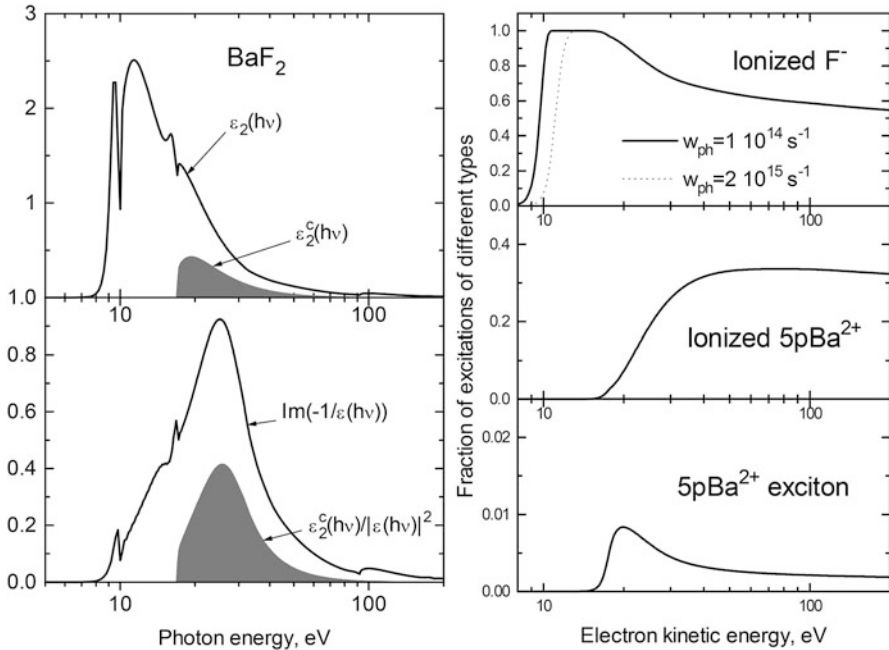 3
2
1
1.0
BaF₂
ε₂(hν)
ε₂ᶜ(hν)
10
100
0.8
0.6
0.4
0.2
0.0
Im(-1/ε(hν))
ε₂ᶜ(hν)/|ε(hν)|²
10
100
Photon energy, eV
Fraction of excitations of different types
1.0
0.8
0.6
0.4
0.2
0.0
Ionized F⁻
w_ph=1 10¹⁴ s⁻¹
w_ph=2 10¹⁵ s⁻¹
10
100
0.4
0.2
0.0
Ionized 5pBa²⁺
10
100
0.02
0.01
0.00
5pBa²⁺ exciton
10
100
Electron kinetic energy, eV